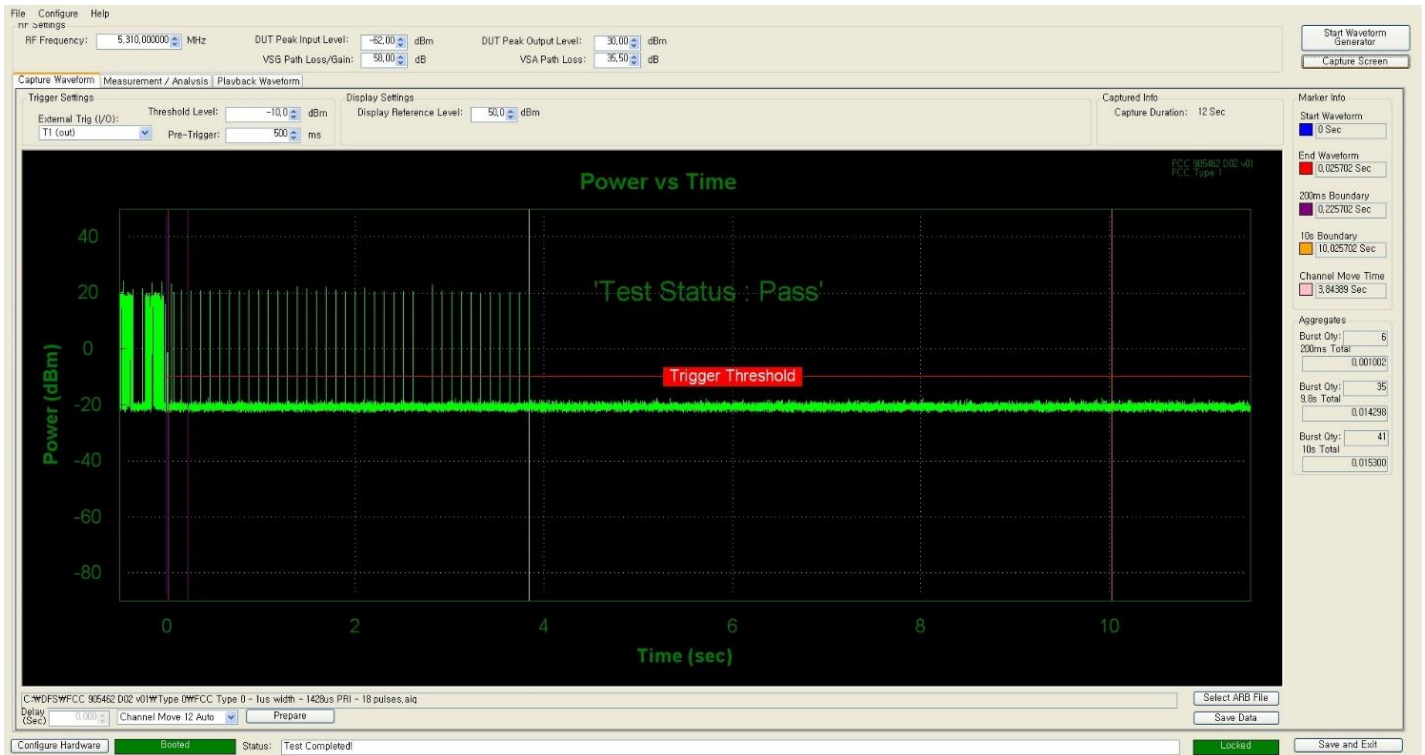 File Configure Help
RF Settings
RF Frequency: 5,310,000000 MHz
DUT Peak Input Level: -62,00 dBm
DUT Peak Output Level: 30,00 dBm
VSG Path Loss/Gain: 58,00 dB
VSA Path Loss: 35,50 dB
Start Waveform Generator
Capture Screen
Capture Waveform Measurement / Analysis Playback Waveform
Trigger Settings
External Trig (I/O):
T1 (out)
Threshold Level: -10,0 dBm
Pre-Trigger: 500 ms
Display Settings
Display Reference Level: 50,0 dBm
Captured Info
Capture Duration: 12 Sec
Marker Info
Start Waveform
0 Sec
End Waveform
0,025702 Sec
200ms Boundary
0,225702 Sec
10s Boundary
10,025702 Sec
Channel Move Time
3,84389 Sec
Aggregates
Burst Qty: 6
200ms Total
0,001002
Burst Qty: 35
9,8s Total
0,014298
Burst Qty: 41
10s Total
0,015300
FCC 905462 D02 v01
FCC Type 1
Power vs Time
'Test Status : Pass'
Trigger Threshold
Power (dBm)
40
20
0
-20
-40
-60
-80
0 2 4 6 8 10
Time (sec)
C:₩DFS₩FCC 905462 D02 v01₩Type 0₩FCC Type 0 - 1us width - 1428us PRI - 18 pulses,aiq
Select ARB File
Delay (Sec) 0,000
Channel Move 12 Auto
Prepare
Save Data
Configure Hardware
Booted
Status: Test Completed!
Locked
Save and Exit